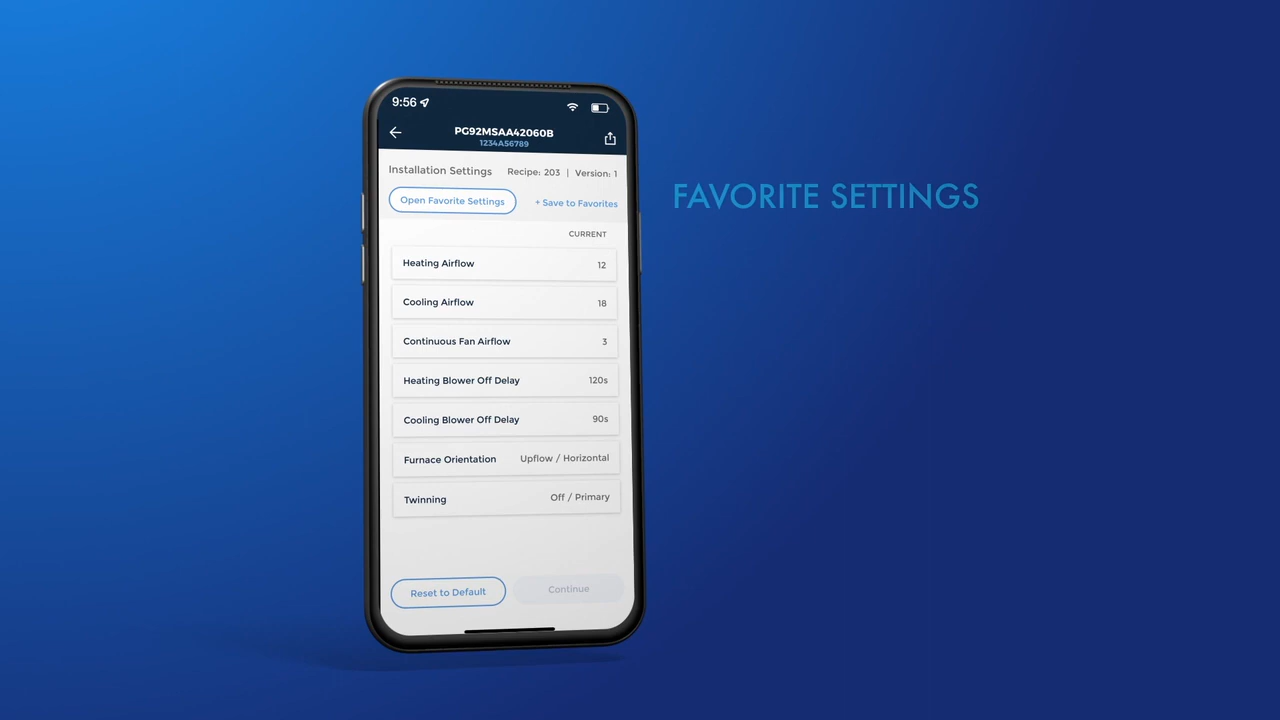 9:56
PG92MSAA42060B
1234A56789
Installation Settings Recipe: 203 | Version: 1
Open Favorite Settings + Save to Favorites
CURRENT
Heating Airflow 12
Cooling Airflow 18
Continuous Fan Airflow 3
Heating Blower Off Delay 120s
Cooling Blower Off Delay 90s
Furnace Orientation Upflow / Horizontal
Twinning Off / Primary
Reset to Default Continue
FAVORITE SETTINGS